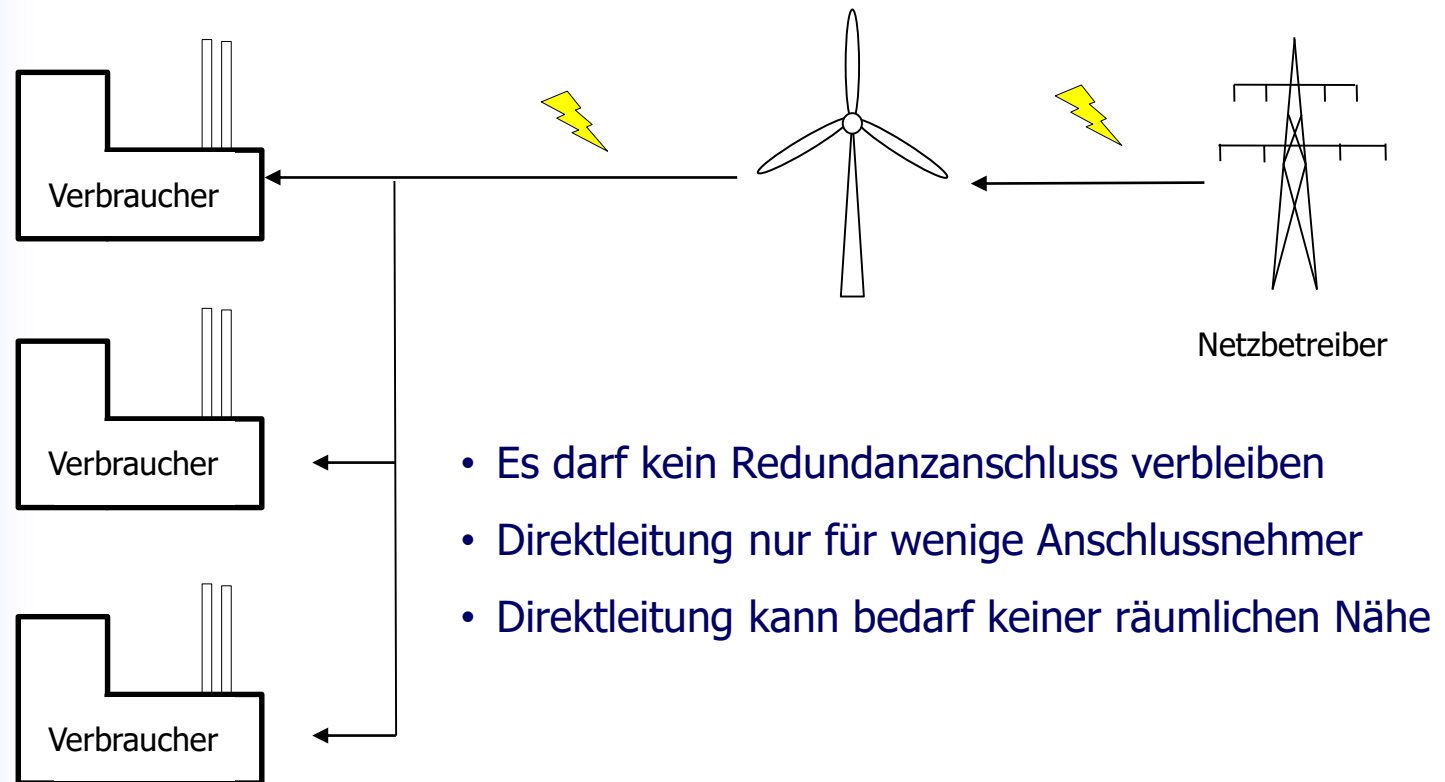 Verbraucher
Netzbetreiber
Verbraucher
• Es darf kein Redundanzanschluss verbleiben
• Direktleitung nur für wenige Anschlussnehmer
• Direktleitung kann bedarf keiner räumlichen Nähe
Verbraucher